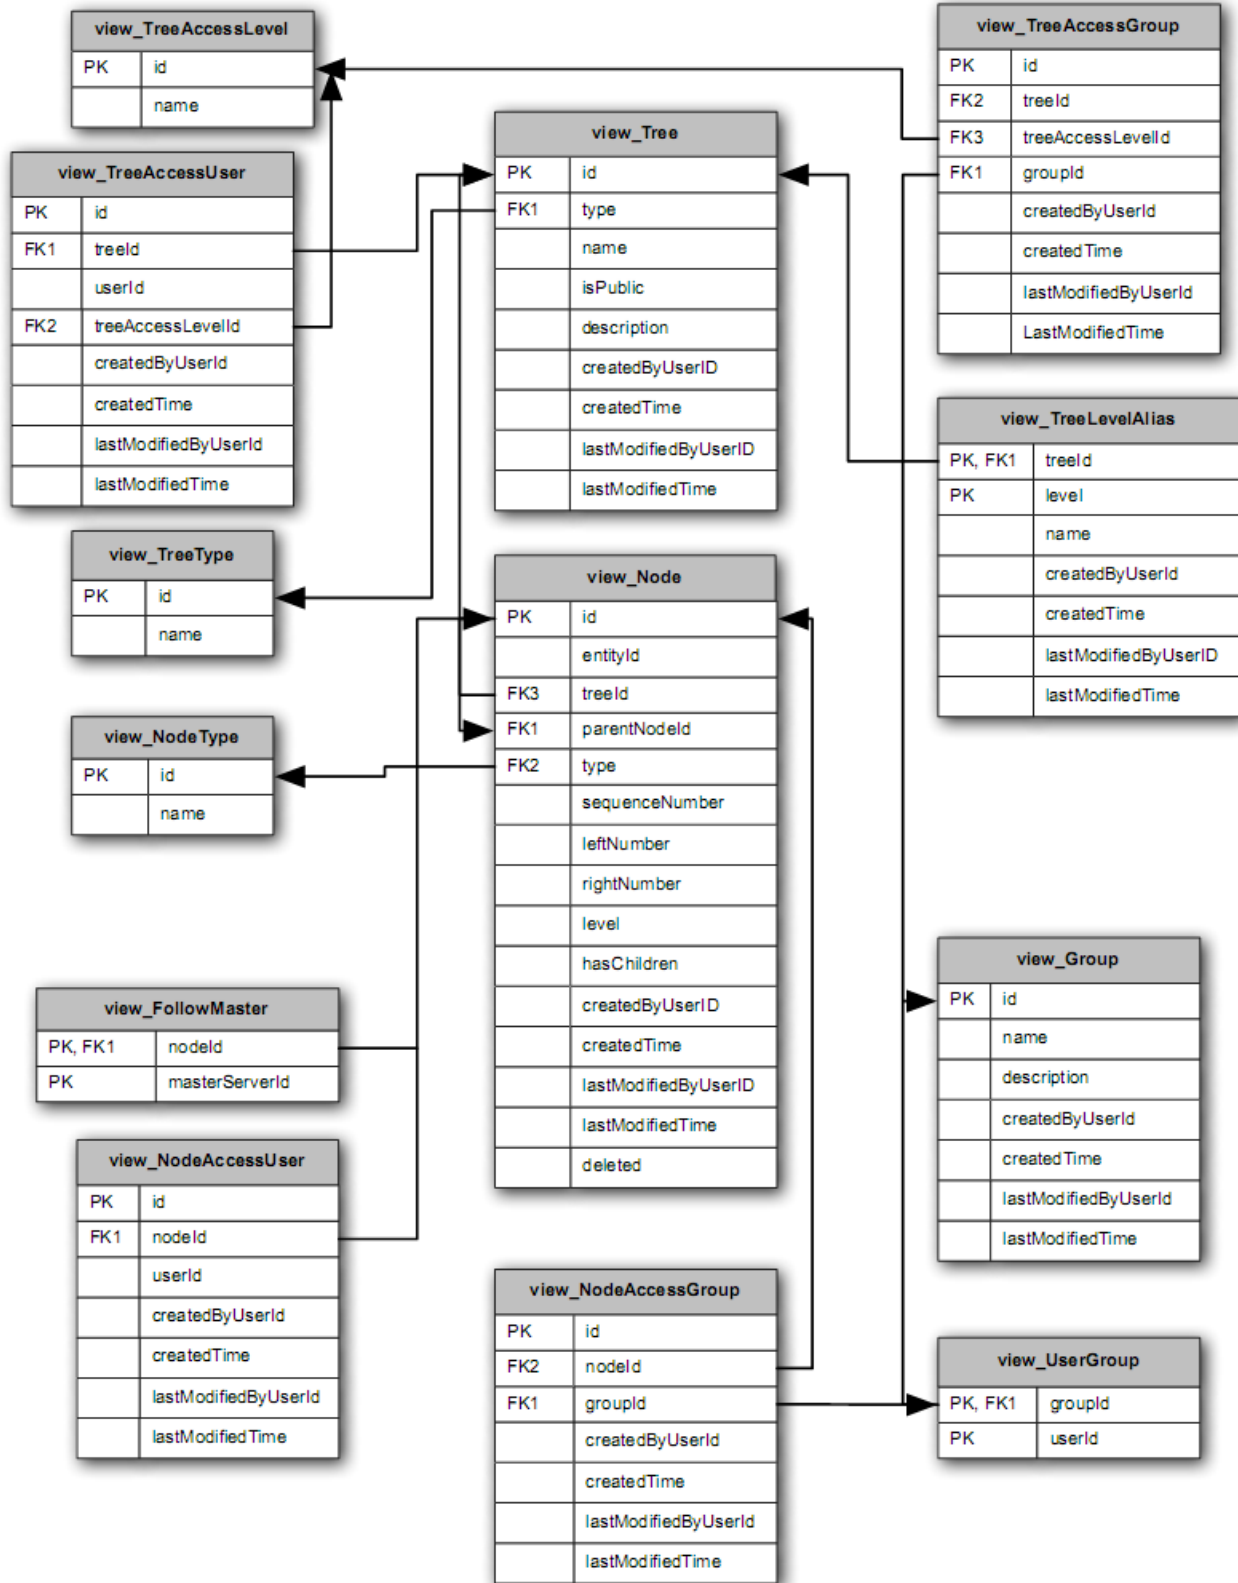 view_TreeAccessLevel
PK id
name
view_TreeAccessUser
PK id
FK1 treeId
userId
FK2 treeAccessLevelId
createdByUserId
createdTime
lastModifiedByUserId
lastModifiedTime
view_TreeType
PK id
name
view_NodeType
PK id
name
view_FollowMaster
PK, FK1 nodeId
PK masterServerId
view_NodeAccessUser
PK id
FK1 nodeId
userId
createdByUserId
createdTime
lastModifiedByUserId
lastModifiedTime
view_Tree
PK id
FK1 type
name
isPublic
description
createdByUserID
createdTime
lastModifiedByUserID
lastModifiedTime
view_Node
PK id
entityId
FK3 treeId
FK1 parentNodeId
FK2 type
sequenceNumber
leftNumber
rightNumber
level
hasChildren
createdByUserID
createdTime
lastModifiedByUserID
lastModifiedTime
deleted
view_NodeAccessGroup
PK id
FK2 nodeId
FK1 groupId
createdByUserId
createdTime
lastModifiedByUserId
lastModifiedTime
view_TreeAccessGroup
PK id
FK2 treeId
FK3 treeAccessLevelId
FK1 groupId
createdByUserId
createdTime
lastModifiedByUserId
LastModifiedTime
view_TreeLevelAlias
PK, FK1 treeId
PK level
name
createdByUserId
createdTime
lastModifiedByUserID
lastModifiedTime
view_Group
PK id
name
description
createdByUserId
createdTime
lastModifiedByUserId
lastModifiedTime
view_UserGroup
PK, FK1 groupId
PK userId